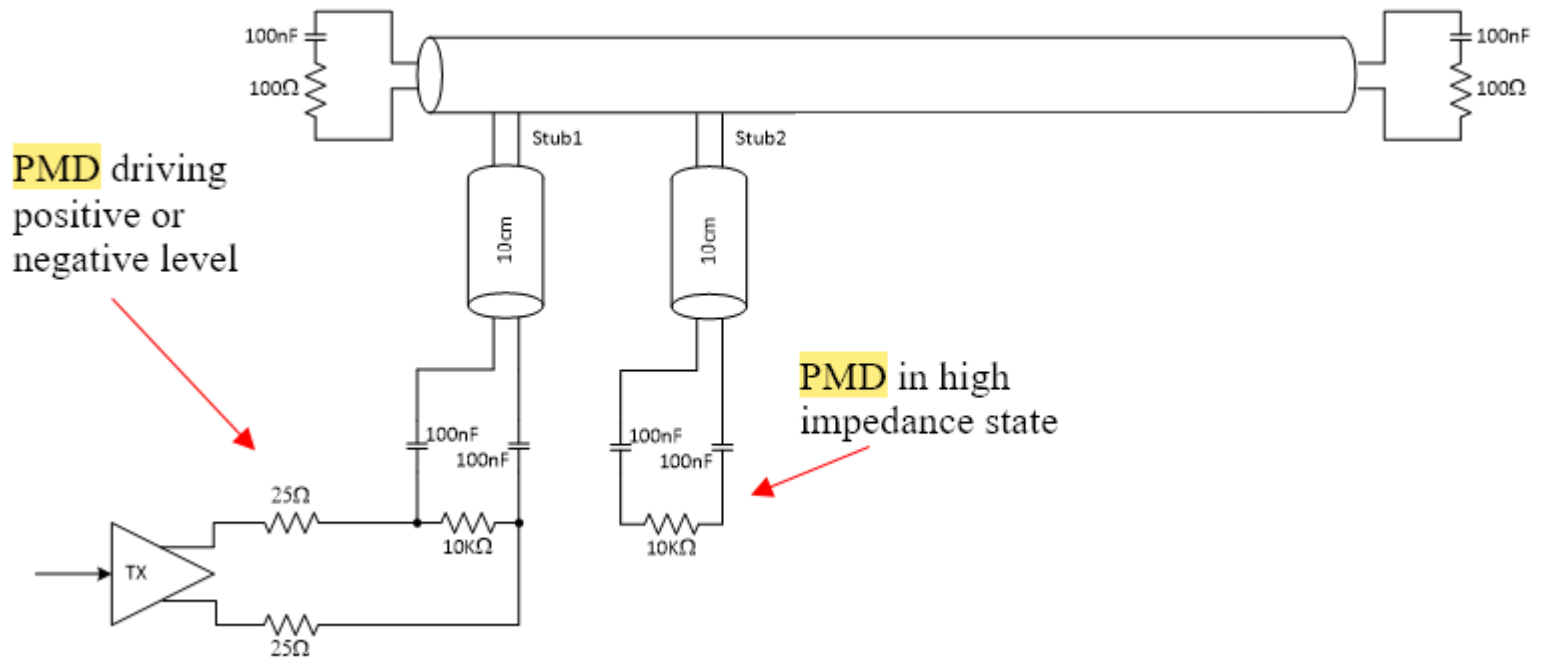 100nF
100Ω
100nF
100Ω
Stub1
Stub2
PMD driving
positive or
negative level
10cm
10cm
PMD in high
impedance state
100nF
100nF
100nF
100nF
25Ω
10KΩ
10KΩ
TX
25Ω